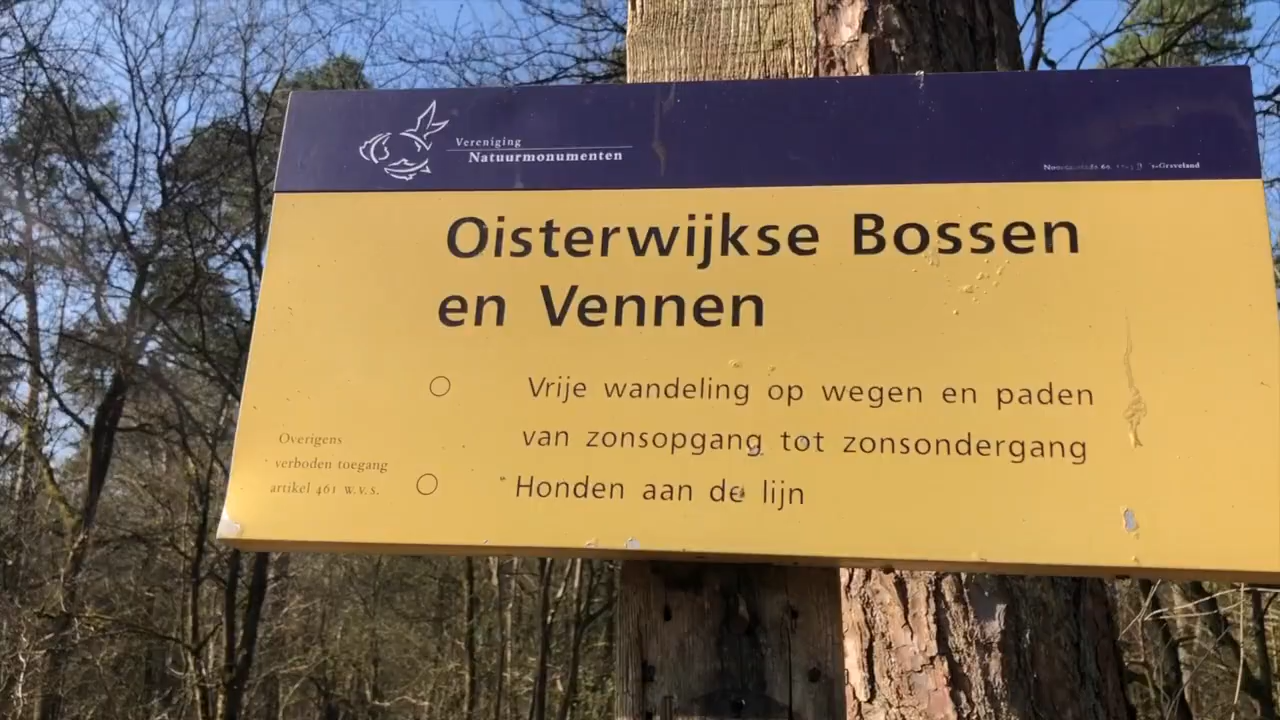 Vereniging
Natuurmonumenten
's-Graveland
Oisterwijkse Bossen
en Vennen
Vrije wandeling op wegen en paden
van zonsopgang tot zonsondergang
Honden aan de lijn
Overigens
verboden toegang
artikel 461 w.v.s.